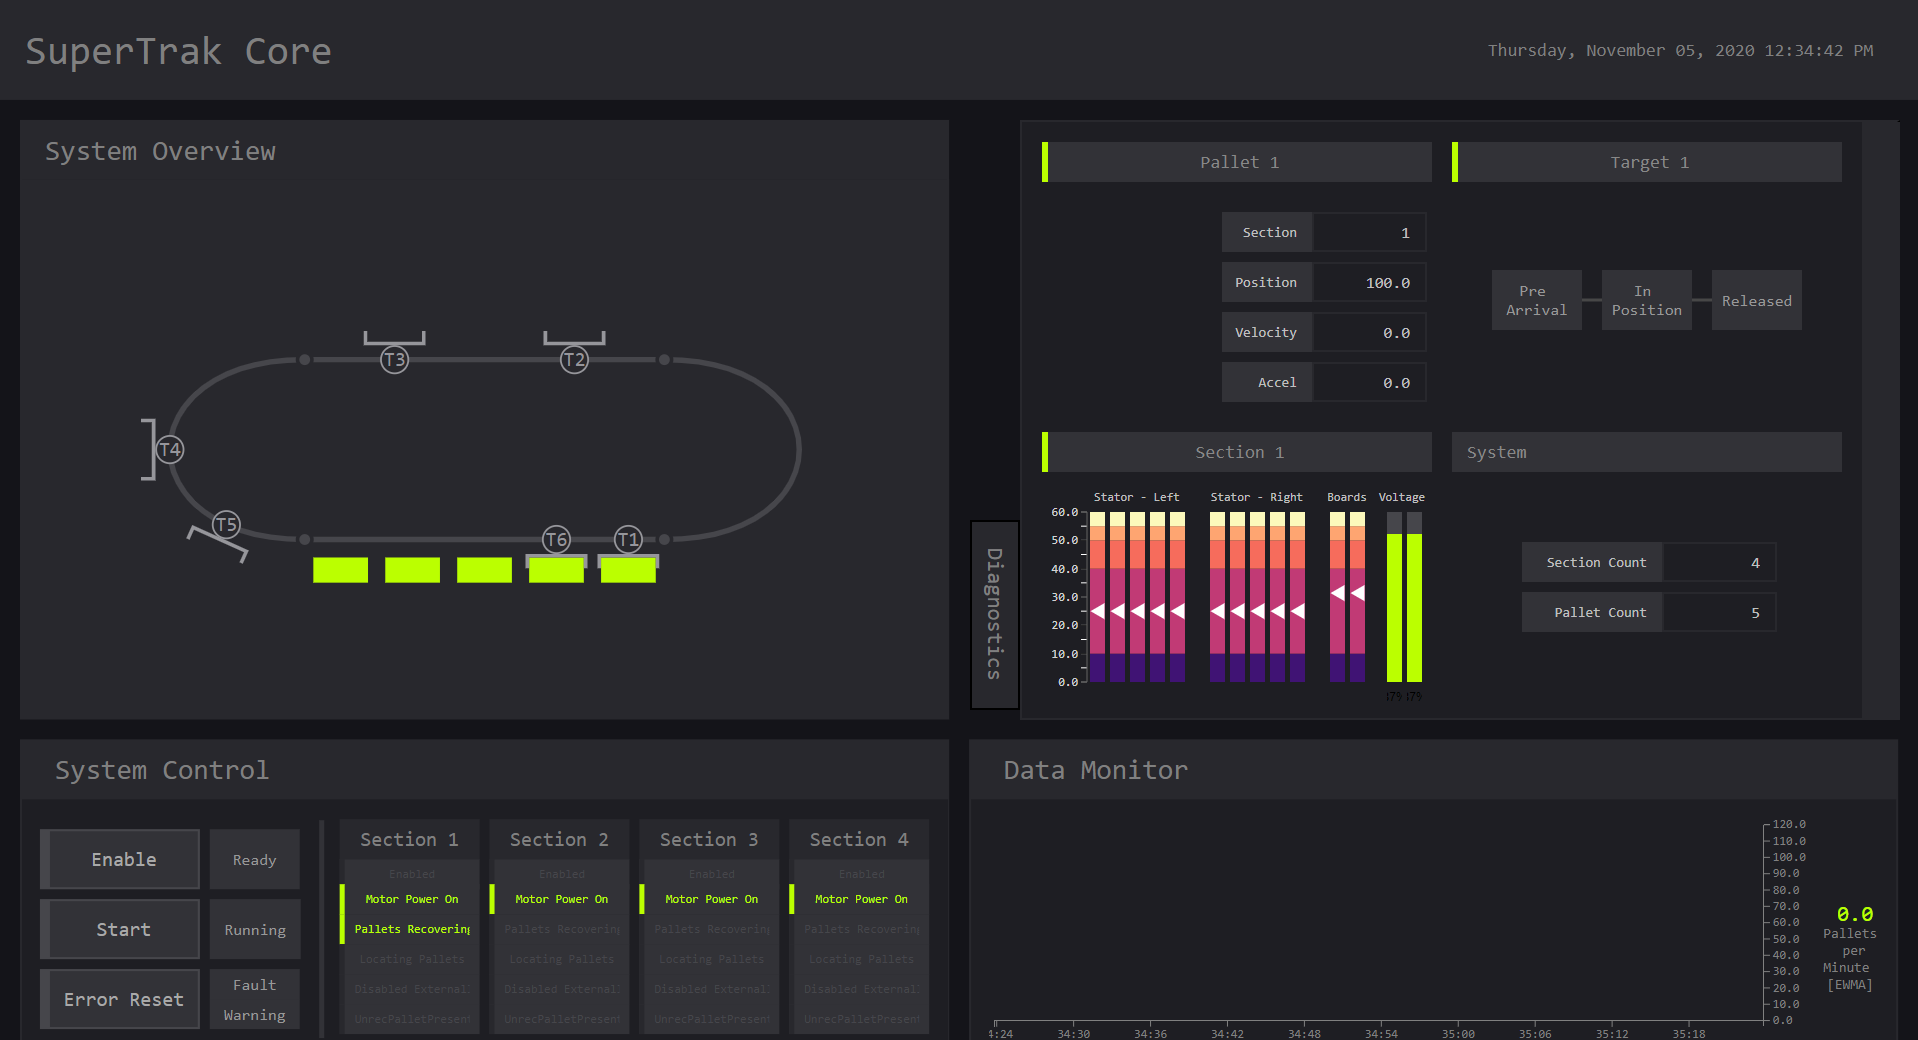 SuperTrak Core
Thursday, November 05, 2020 12:34:42 PM
System Overview
T3
T2
T4
T5
T6
T1
Diagnostics
Pallet 1
Section 1
Position 100.0
Velocity 0.0
Accel 0.0
Target 1
Pre
Arrival
In
Position
Released
Section 1
Stator - Left
Stator - Right
Boards
Voltage
60.0
50.0
40.0
30.0
20.0
10.0
0.0
System
Section Count 4
Pallet Count 5
System Control
Enable
Ready
Start
Running
Error Reset
Fault
Warning
Section 1
Enabled
Motor Power On
Pallets Recovering
Locating Pallets
Disabled External
UnrecPalletPresent
Section 2
Enabled
Motor Power On
Pallets Recovering
Locating Pallets
Disabled External
UnrecPalletPresent
Section 3
Enabled
Motor Power On
Pallets Recovering
Locating Pallets
Disabled External
UnrecPalletPresent
Section 4
Enabled
Motor Power On
Pallets Recovering
Locating Pallets
Disabled External
UnrecPalletPresent
Data Monitor
120.0
110.0
100.0
90.0
80.0
70.0
60.0
50.0
40.0
30.0
20.0
10.0
0.0
0.0
Pallets
per
Minute
[EWMA]
4:24 34:30 34:36 34:42 34:48 34:54 35:00 35:06 35:12 35:18